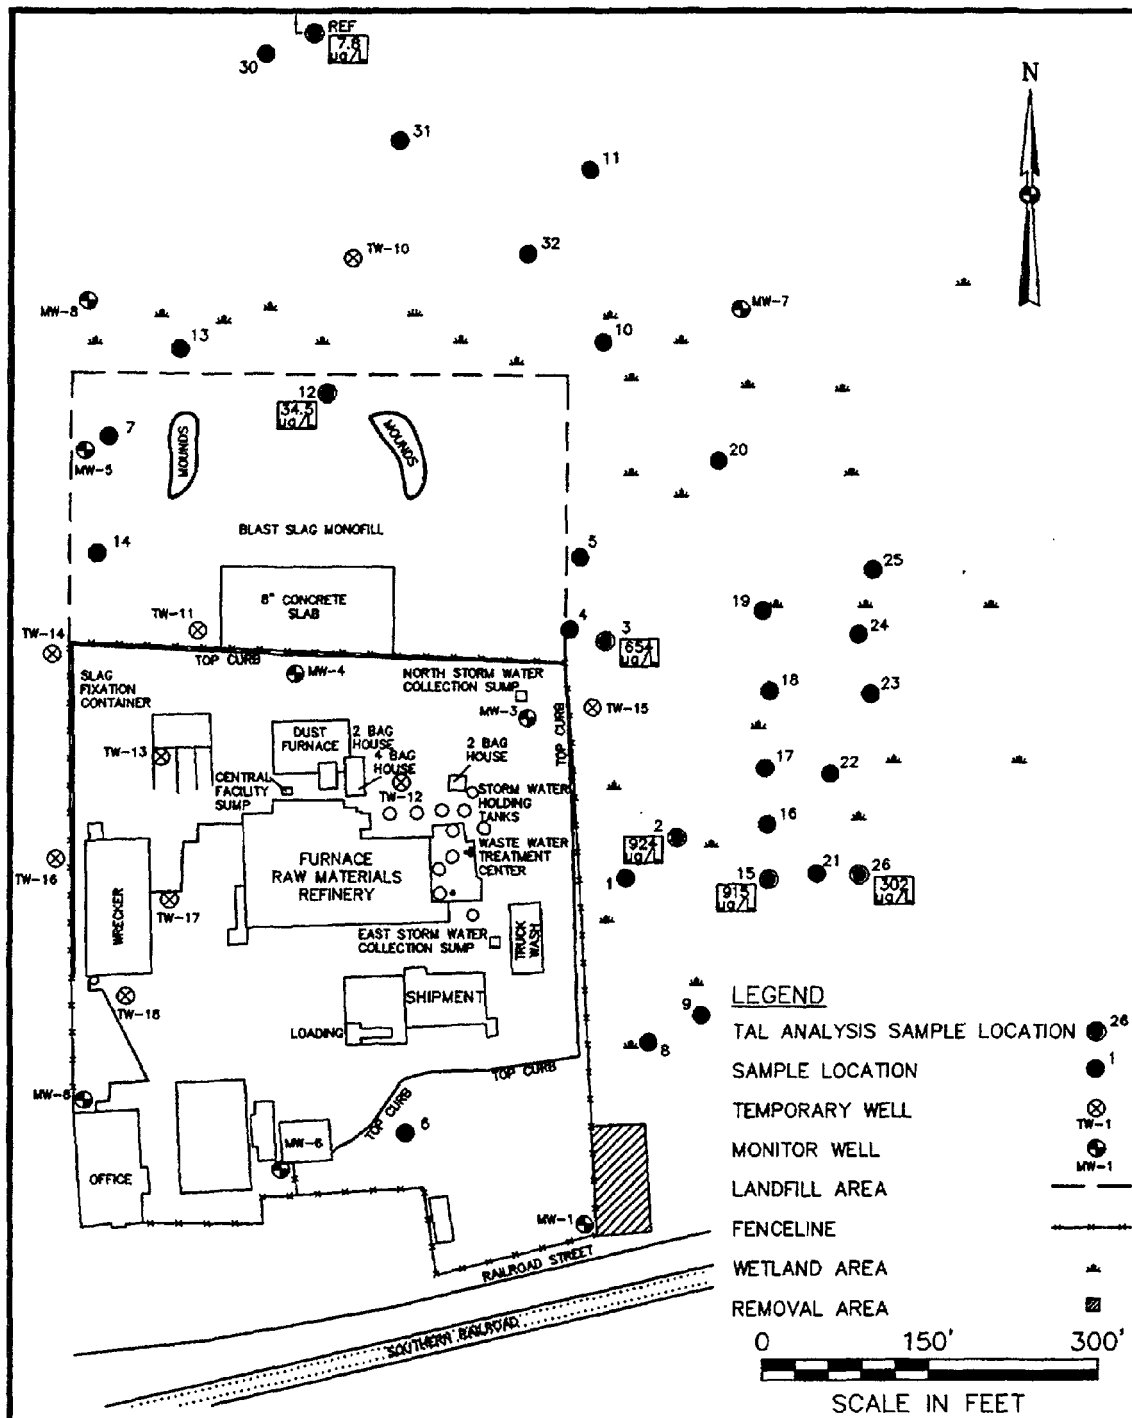 REF
7.8
ug/L
30
31
11
N
32
TW-10
MW-8
MW-7
13
10
12
34.5
ug/L
7
MOUNDS
MOUNDS
MW-5
20
BLAST SLAG MONOFILL
14
5
25
8" CONCRETE
SLAB
TW-11
19
4
3
24
TW-14
654
ug/L
TOP CURB
MW-4
SLAG
FIXATION
CONTAINER
NORTH STORM WATER
COLLECTION SUMP
18
23
MW-3
TW-15
TOP CURB
DUST
FURNACE
2 BAG
HOUSE
4 BAG
HOUSE
2 BAG
HOUSE
TW-13
17
22
CENTRAL
FACILITY
SUMP
TW-12
STORM WATER
HOLDING
TANKS
16
2
924
ug/L
WASTE WATER
TREATMENT
CENTER
FURNACE
RAW MATERIALS
REFINERY
TW-16
1
15
915
ug/L
21
26
302
ug/L
TW-17
WRECKER
EAST STORM WATER
COLLECTION SUMP
TRUCK
WASH
TW-18
SHIPMENT
LOADING
9
8
LEGEND
TAL ANALYSIS SAMPLE LOCATION 26
SAMPLE LOCATION 1
TEMPORARY WELL
TW-1
MONITOR WELL
MW-1
LANDFILL AREA
FENCELINE
WETLAND AREA
REMOVAL AREA
TOP CURB
TOP CURB
6
MW-6
OFFICE
MW-1
RAILROAD STREET
SOUTHERN RAILROAD
0 150' 300'
SCALE IN FEET